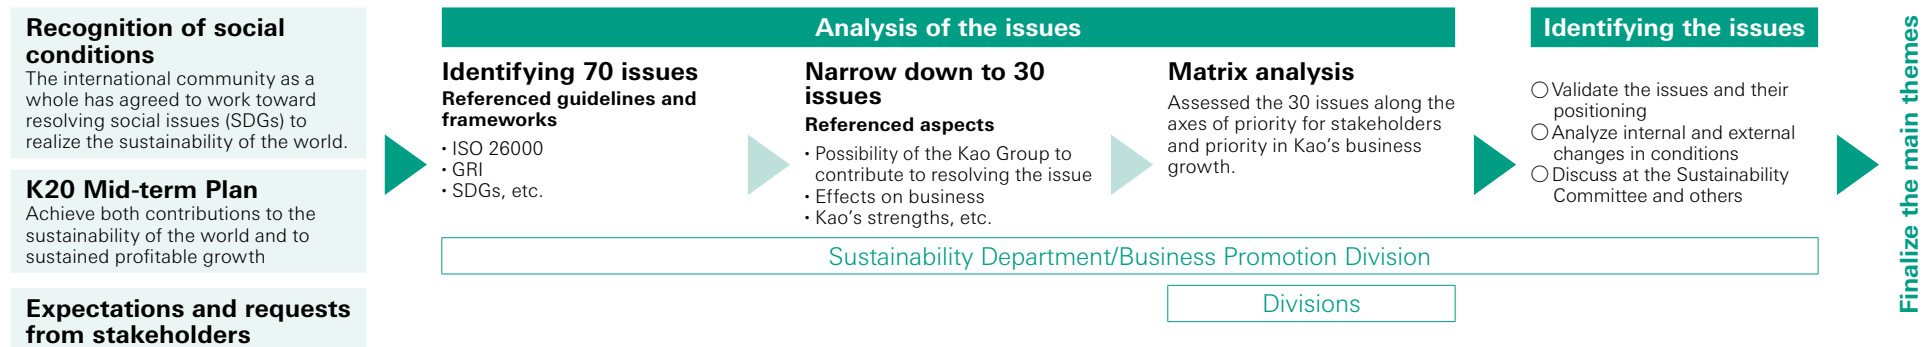 Recognition of social
conditions
The international community as a
whole has agreed to work toward
resolving social issues (SDGs) to
realize the sustainability of the world.
K20 Mid-term Plan
Achieve both contributions to the
sustainability of the world and to
sustained profitable growth
Expectations and requests
from stakeholders
Analysis of the issues
Identifying 70 issues
Referenced guidelines and
frameworks
・ISO 26000
・GRI
・SDGs, etc.
Narrow down to 30
issues
Referenced aspects
・Possibility of the Kao Group to
contribute to resolving the issue
・Effects on business
・Kao’s strengths, etc.
Matrix analysis
Assessed the 30 issues along the
axes of priority for stakeholders
and priority in Kao’s business
growth.
Identifying the issues
○Validate the issues and their
positioning
○Analyze internal and external
changes in conditions
○Discuss at the Sustainability
Committee and others
Sustainability Department/Business Promotion Division
Divisions
Finalize the main themes